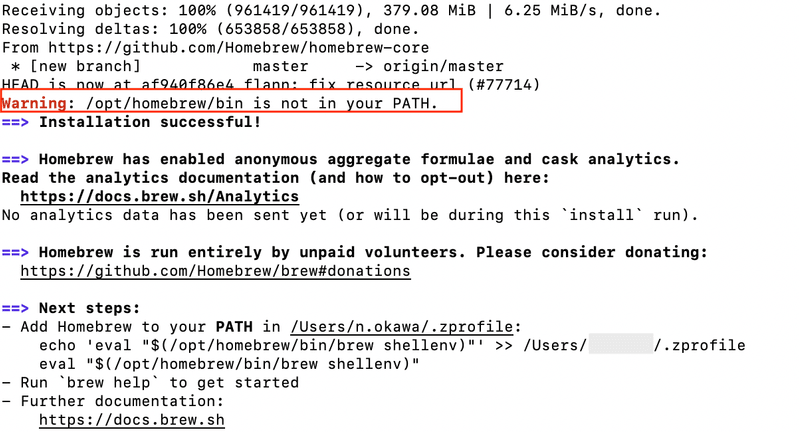 Receiving objects: 100% (961419/961419), 379.08 MiB | 6.25 MiB/s, done.
Resolving deltas: 100% (653858/653858), done.
From https://github.com/Homebrew/homebrew-core
 * [new branch]            master     -> origin/master
HEAD is now at af940f86e4 flann: fix resource url (#77714)
Warning: /opt/homebrew/bin is not in your PATH.
==> Installation successful!

==> Homebrew has enabled anonymous aggregate formulae and cask analytics.
Read the analytics documentation (and how to opt-out) here:
  https://docs.brew.sh/Analytics
No analytics data has been sent yet (or will be during this `install` run).

==> Homebrew is run entirely by unpaid volunteers. Please consider donating:
  https://github.com/Homebrew/brew#donations

==> Next steps:
- Add Homebrew to your PATH in /Users/n.okawa/.zprofile:
    echo 'eval "$(/opt/homebrew/bin/brew shellenv)"' >> /Users/ /.zprofile
    eval "$(/opt/homebrew/bin/brew shellenv)"
- Run `brew help` to get started
- Further documentation:
    https://docs.brew.sh